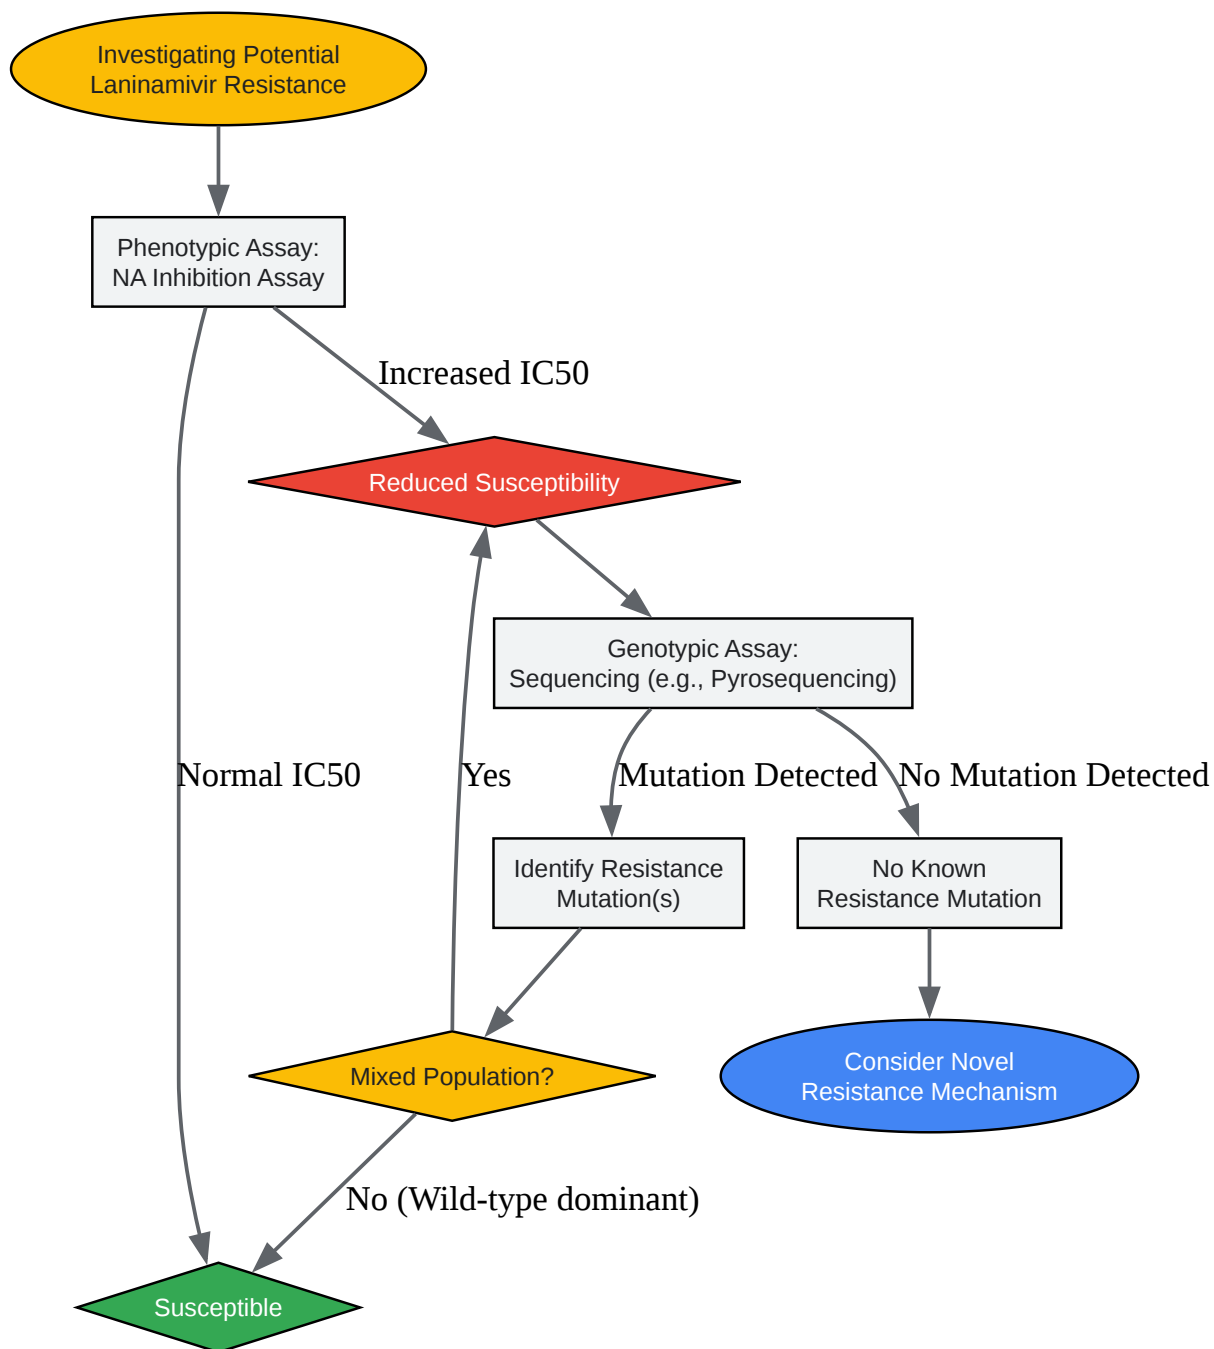 Investigating Potential
Laninamivir Resistance
Phenotypic Assay:
NA Inhibition Assay
Increased IC50
Reduced Susceptibility
Genotypic Assay:
Sequencing (e.g., Pyrosequencing)
Normal IC50
Yes
Mutation Detected
No Mutation Detected
Identify Resistance
Mutation(s)
No Known
Resistance Mutation
Mixed Population?
Consider Novel
Resistance Mechanism
No (Wild-type dominant)
Susceptible